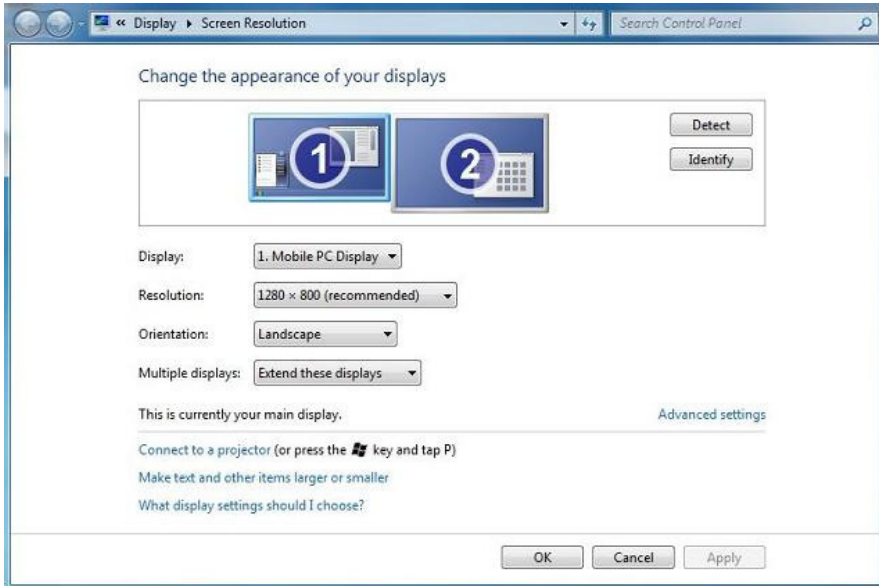 « Display ▸ Screen Resolution Search Control Panel
Change the appearance of your displays
1 2
Detect
Identify
Display: 1. Mobile PC Display
Resolution: 1280 × 800 (recommended)
Orientation: Landscape
Multiple displays: Extend these displays
This is currently your main display. Advanced settings
Connect to a projector (or press the key and tap P)
Make text and other items larger or smaller
What display settings should I choose?
OK Cancel Apply